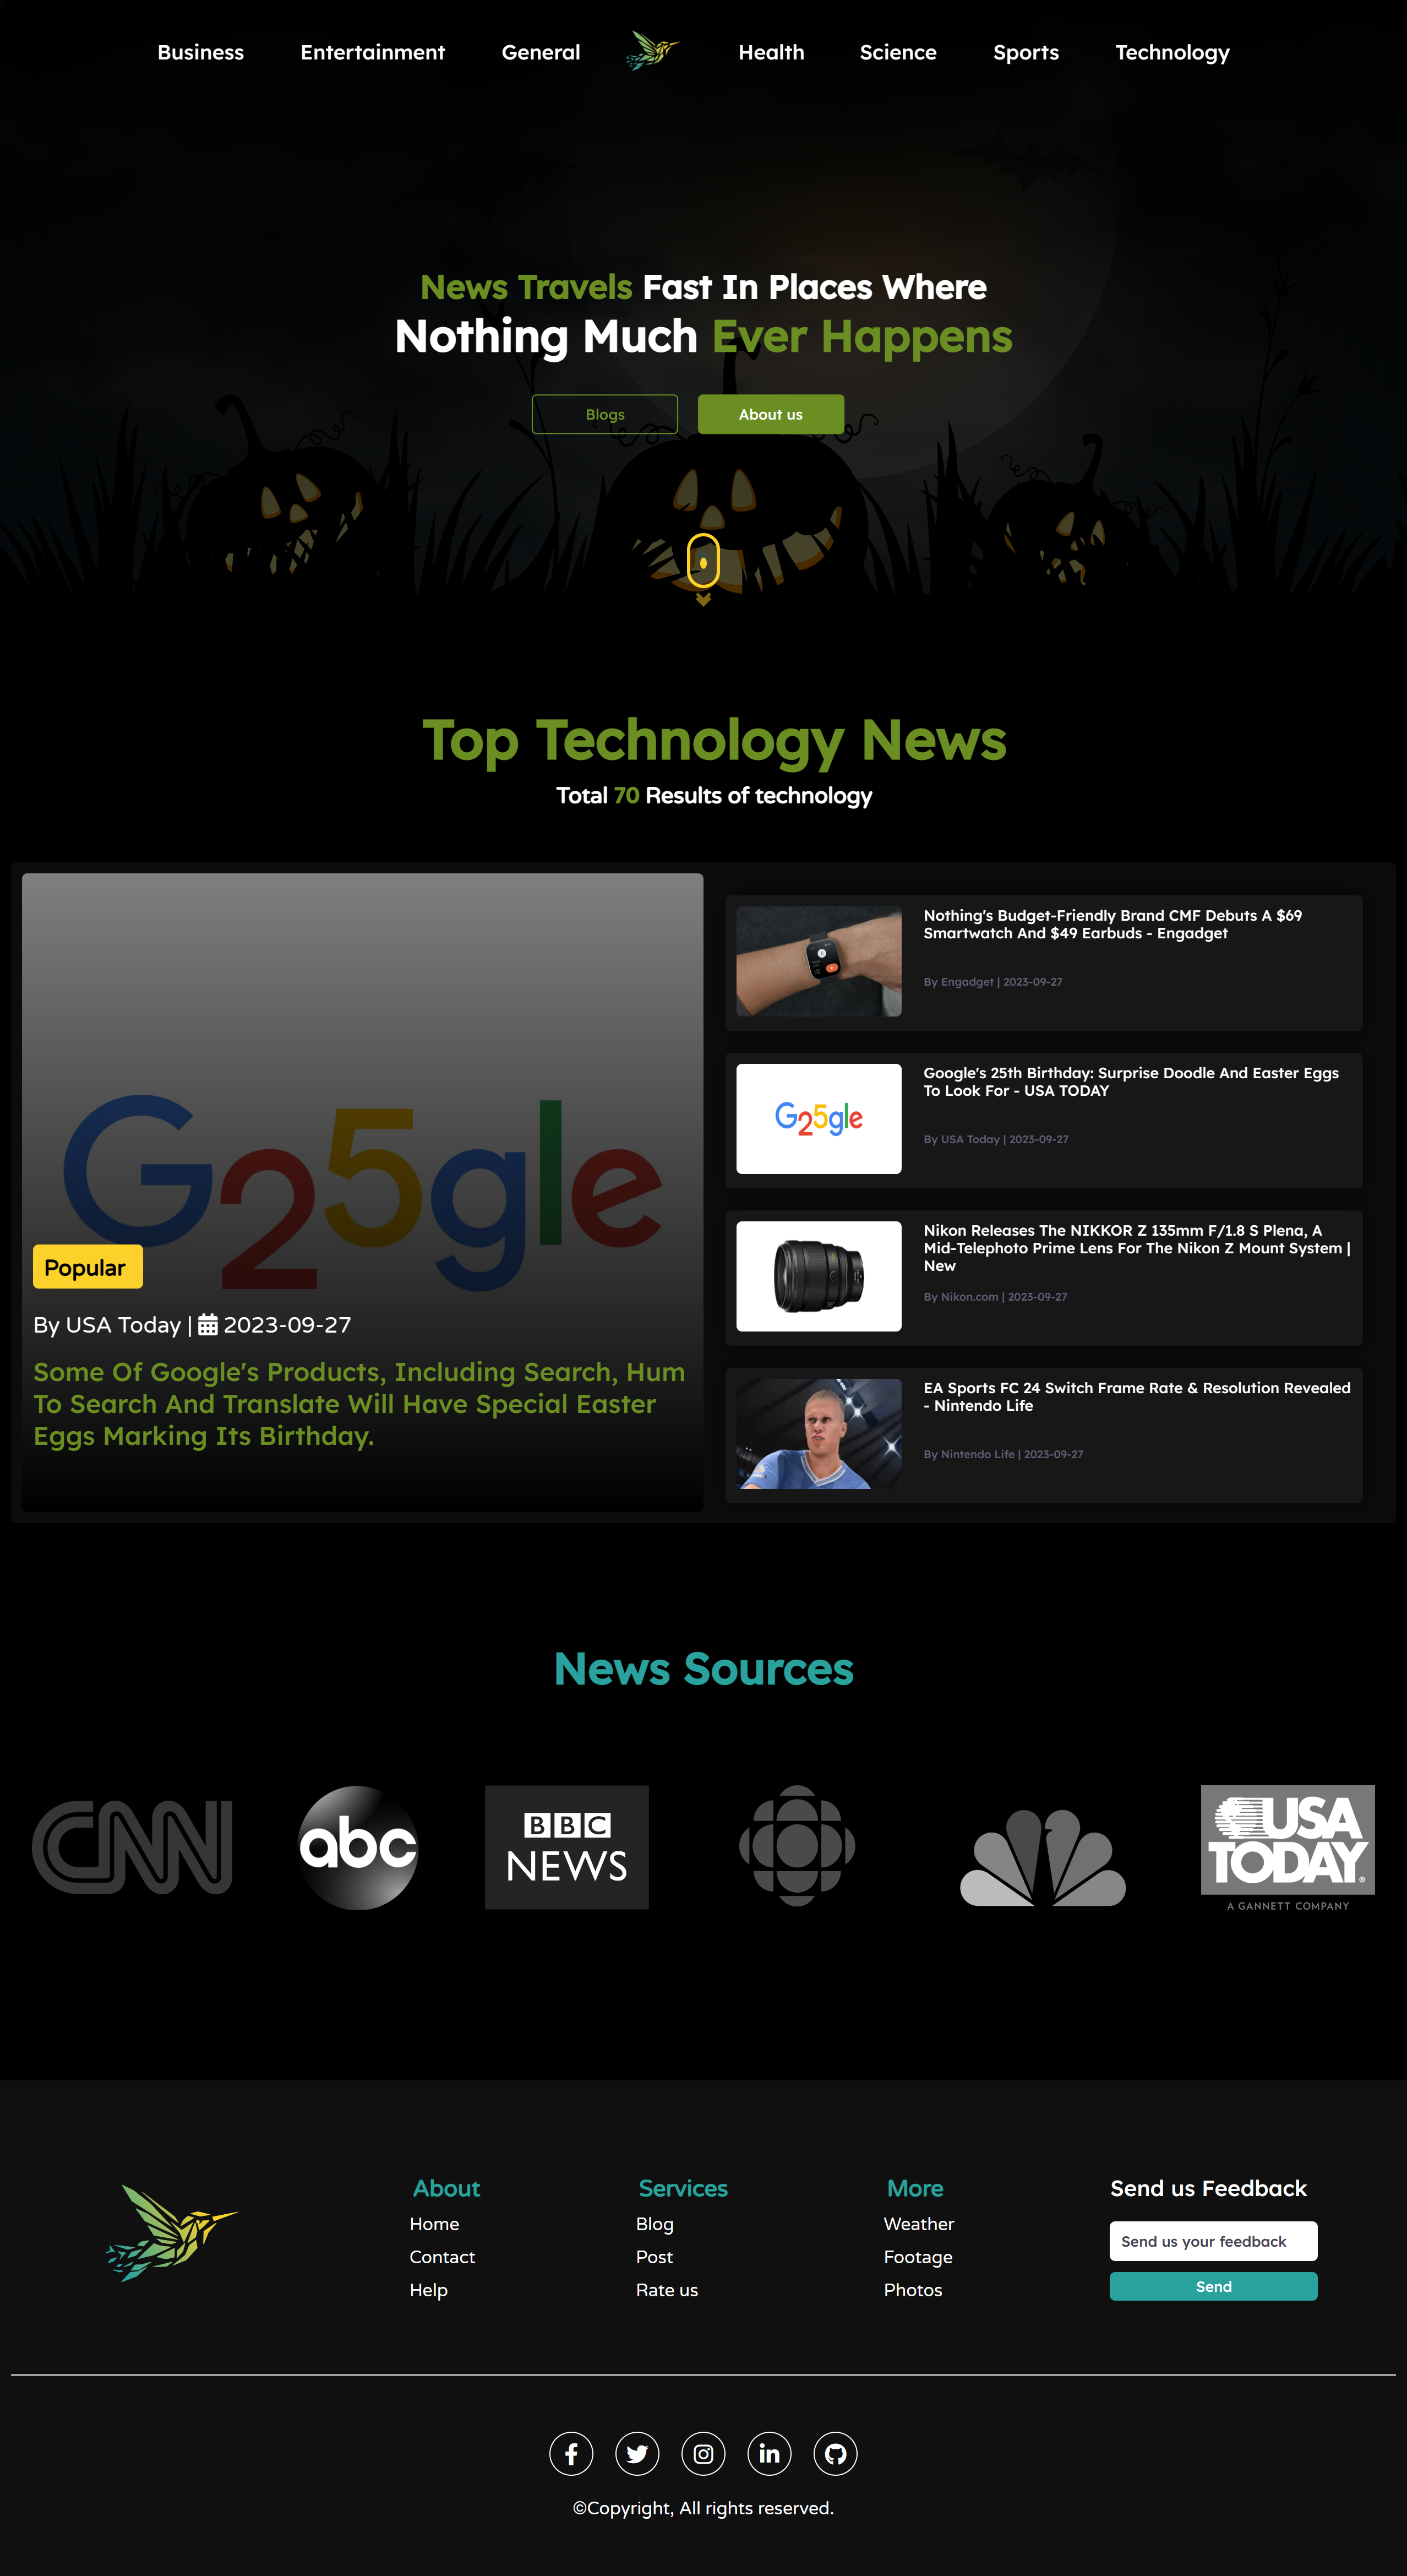 Business Entertainment General Health Science Sports Technology
News Travels Fast In Places Where
Nothing Much Ever Happens
Blogs About us
Top Technology News
Total 70 Results of technology
G25gle
Popular
By USA Today | 2023-09-27
Some Of Google's Products, Including Search, Hum
To Search And Translate Will Have Special Easter
Eggs Marking Its Birthday.
Nothing's Budget-Friendly Brand CMF Debuts A $69
Smartwatch And $49 Earbuds - Engadget
By Engadget | 2023-09-27
G25gle
Google's 25th Birthday: Surprise Doodle And Easter Eggs
To Look For - USA TODAY
By USA Today | 2023-09-27
Nikon Releases The NIKKOR Z 135mm F/1.8 S Plena, A
Mid-Telephoto Prime Lens For The Nikon Z Mount System |
New
By Nikon.com | 2023-09-27
EA Sports FC 24 Switch Frame Rate & Resolution Revealed
- Nintendo Life
By Nintendo Life | 2023-09-27
News Sources
CNN
abc
BBC
NEWS
USA
TODAY®
A GANNETT COMPANY
About
Home
Contact
Help
Services
Blog
Post
Rate us
More
Weather
Footage
Photos
Send us Feedback
Send us your feedback
Send
©Copyright, All rights reserved.